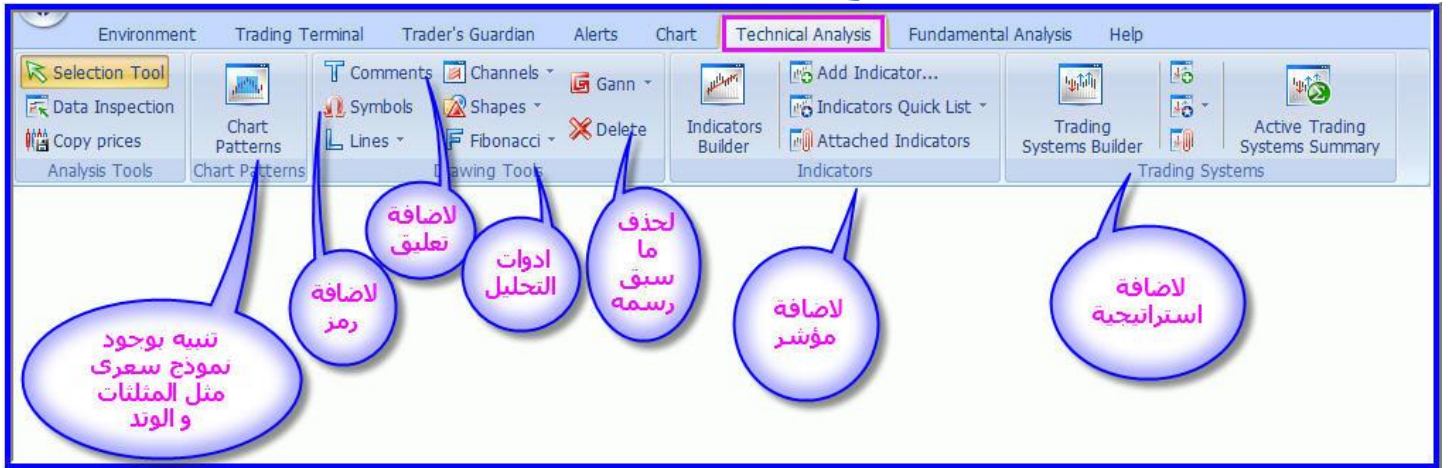 Environment Trading Terminal Trader's Guardian Alerts Chart Technical Analysis Fundamental Analysis Help
Selection Tool
Data Inspection
Copy prices
Analysis Tools
Chart
Patterns
Chart Patterns
Comments
Symbols
Lines
Channels
Shapes
Fibonacci
Gann
Delete
Drawing Tools
Indicators
Builder
Add Indicator...
Indicators Quick List
Attached Indicators
Indicators
Trading
Systems Builder
Active Trading
Systems Summary
Trading Systems
تنبيه بوجود
نموذج سعرى
مثل المثلثات
و الوتد
لاضافة
رمز
لاضافة
تعليق
ادوات
التحليل
لحذف
ما
سبق
رسمه
لاضافة
مؤشر
لاضافة
استراتيجية